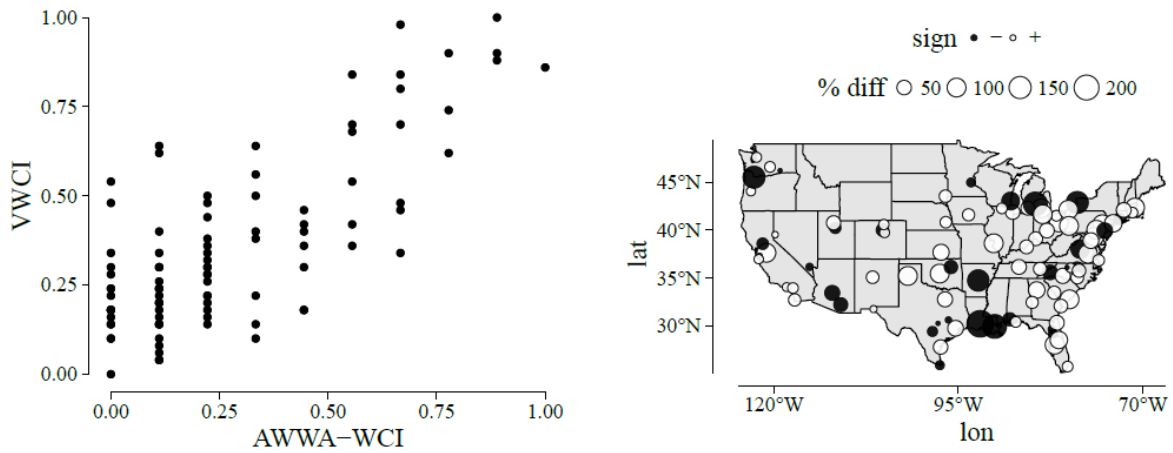 1.00
0.75
0.50
0.25
0.00
VWCI
0.00 0.25 0.50 0.75 1.00
AWWA−WCI
sign − +
% diff 50 100 150 200
45°N
40°N
35°N
30°N
lat
120°W 95°W 70°W
lon